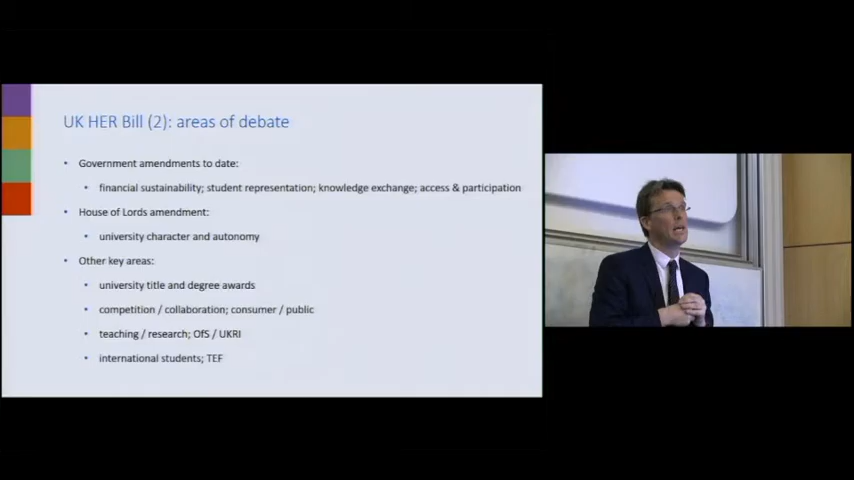 UK HER Bill (2): areas of debate
• Government amendments to date:
• financial sustainability; student representation; knowledge exchange; access & participation
• House of Lords amendment:
• university character and autonomy
• Other key areas:
• university title and degree awards
• competition / collaboration; consumer / public
• teaching / research; OfS / UKRI
• international students; TEF